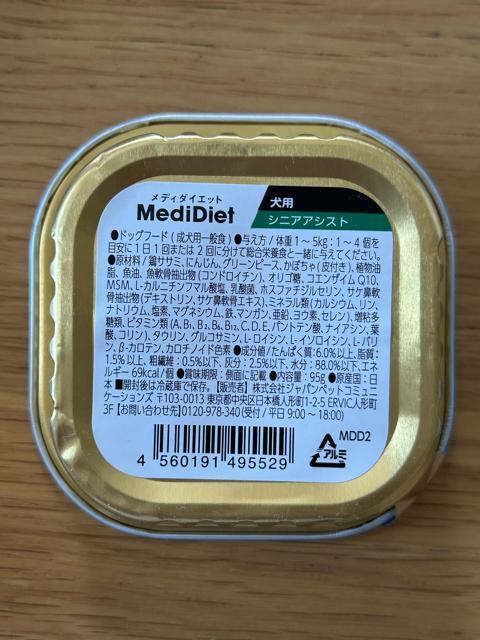 メディダイエット
MediDiet
犬用
シニアアシスト
●ドッグフード(成犬用一般食)●与え方/体重1〜5kg:1〜4個を
目安に1日1回または2回に分けて総合栄養食と一緒に与えてください。
●原材料/鶏ササミ、にんじん、グリーンピース、かぼちゃ(皮付き)、植物油
脂、魚油、魚軟骨抽出物(コンドロイチン)、オリゴ糖、コエンザイムQ10、
MSM、L-カルニチンフマル酸塩、乳酸菌、ホスファチジルセリン、サケ鼻軟
骨抽出物(デキストリン、サケ鼻軟骨エキス)、ミネラル類(カルシウム、リン、
ナトリウム、塩素、マグネシウム、鉄、マンガン、亜鉛、ヨウ素、セレン)、増粘多
糖類、ビタミン類(A、B1、B2、B6、B12、C、D、E、パントテン酸、ナイアシン、葉
酸、コリン)、タウリン、グルコサミン、L-ロイシン、L-イソロイシン、L-バリ
ン、β-カロテン、カロチノイド色素 ●成分値/たんぱく質:6.0%以上、脂質:
1.5%以上、粗繊維:0.5%以下、灰分:2.5%以下、水分:88.0%以下、エネ
ルギー69kcal/個 ●賞味期限:側面に記載 ●内容量:95g ●原産国:日
本 ■開封後は冷蔵庫で保存。【販売者】株式会社ジャパンペットコミュニ
ケーションズ 〒103-0013 東京都中央区日本橋人形町1-2-5 ERVIC人形町
3F【お問い合わせ先】0120-978-340(受付/平日9:00〜18:00)
4 560191 495529
MDD2
アルミ